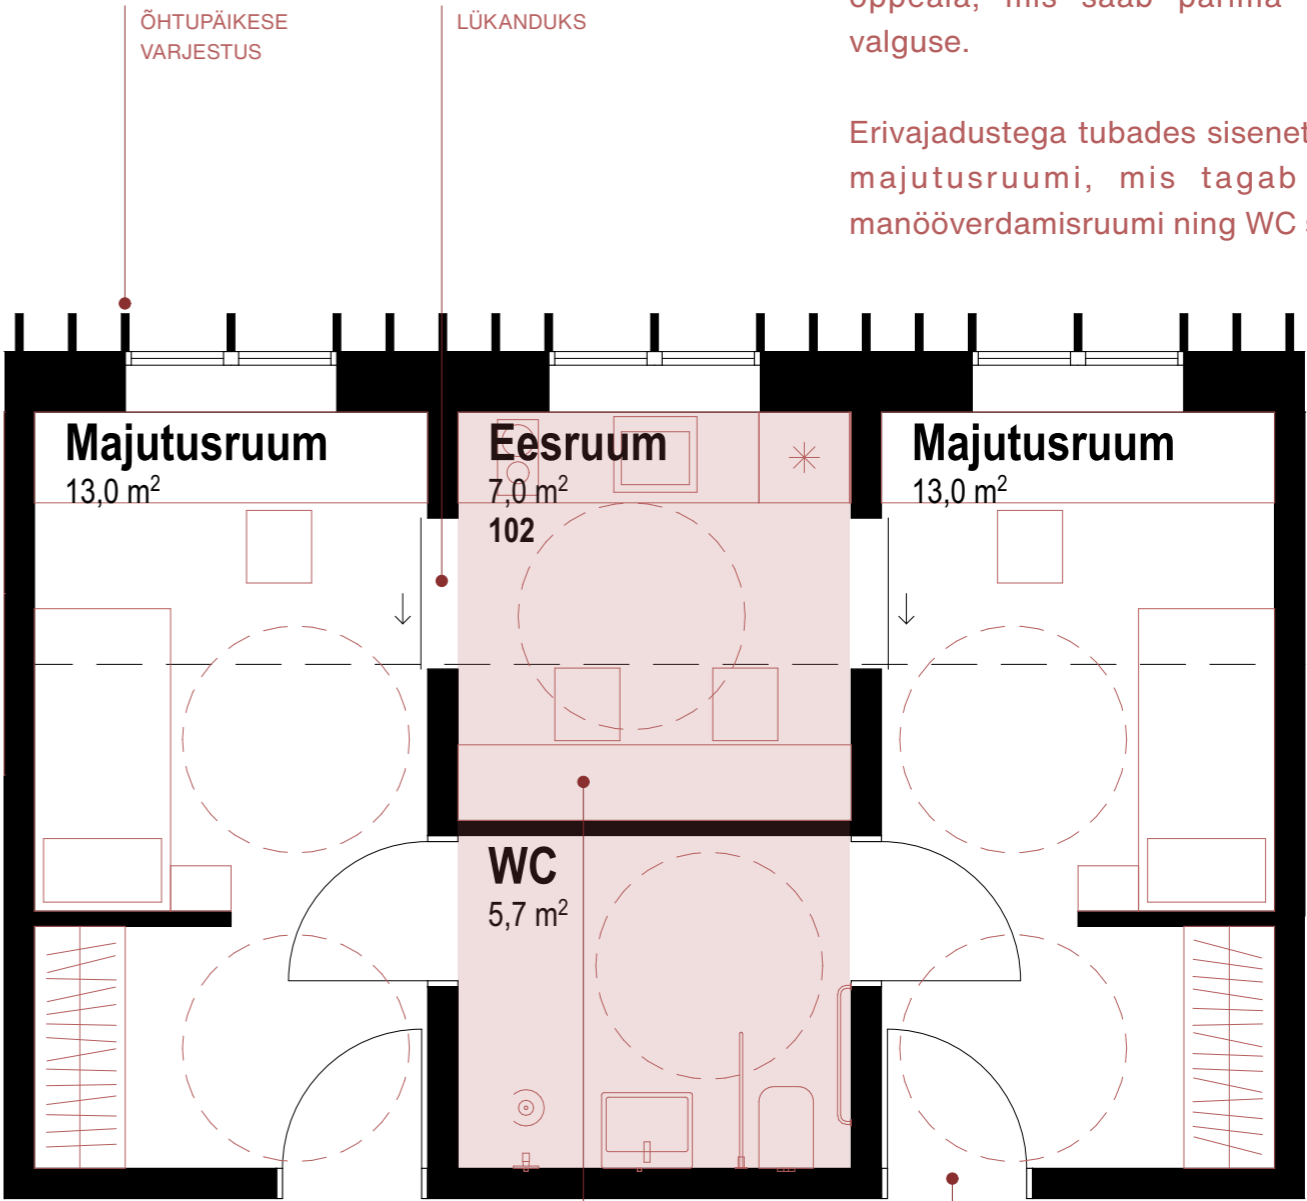 ÕHTUPÄIKESE
VARJESTUS
LÜKANDUKS
valguse.
Erivajadustega tubades
majutusruumi, mis tagab
manööverdamisruumi ning WC
Majutusruum
13,0 m²
Eesruum
7,0 m²
102
Majutusruum
13,0 m²
WC
5,7 m²